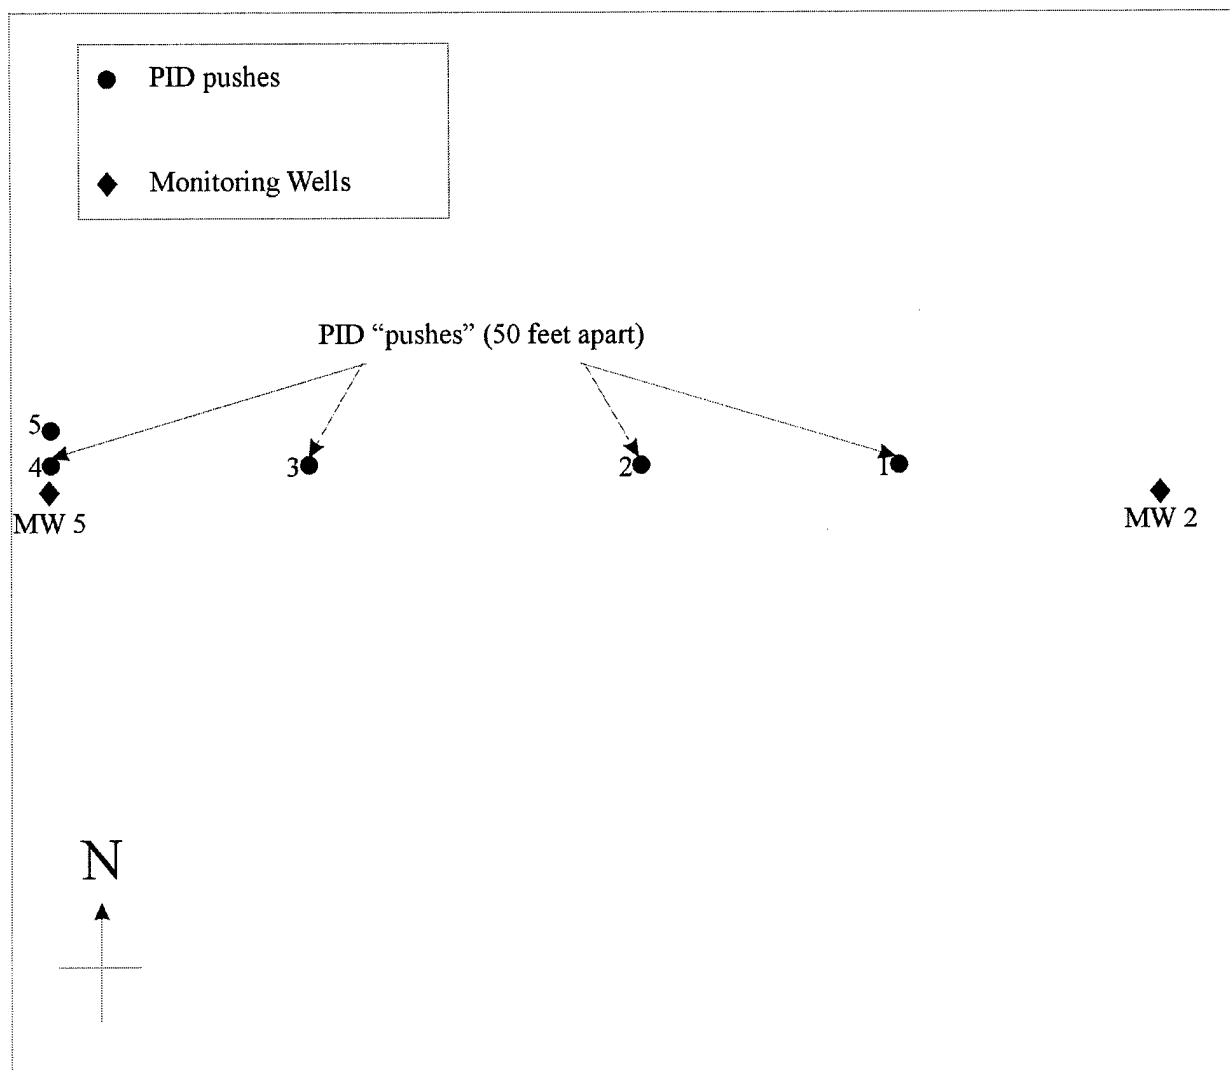 PID pushes
Monitoring Wells
PID “pushes” (50 feet apart)
5
4
3
2
1
MW 5
MW 2
N